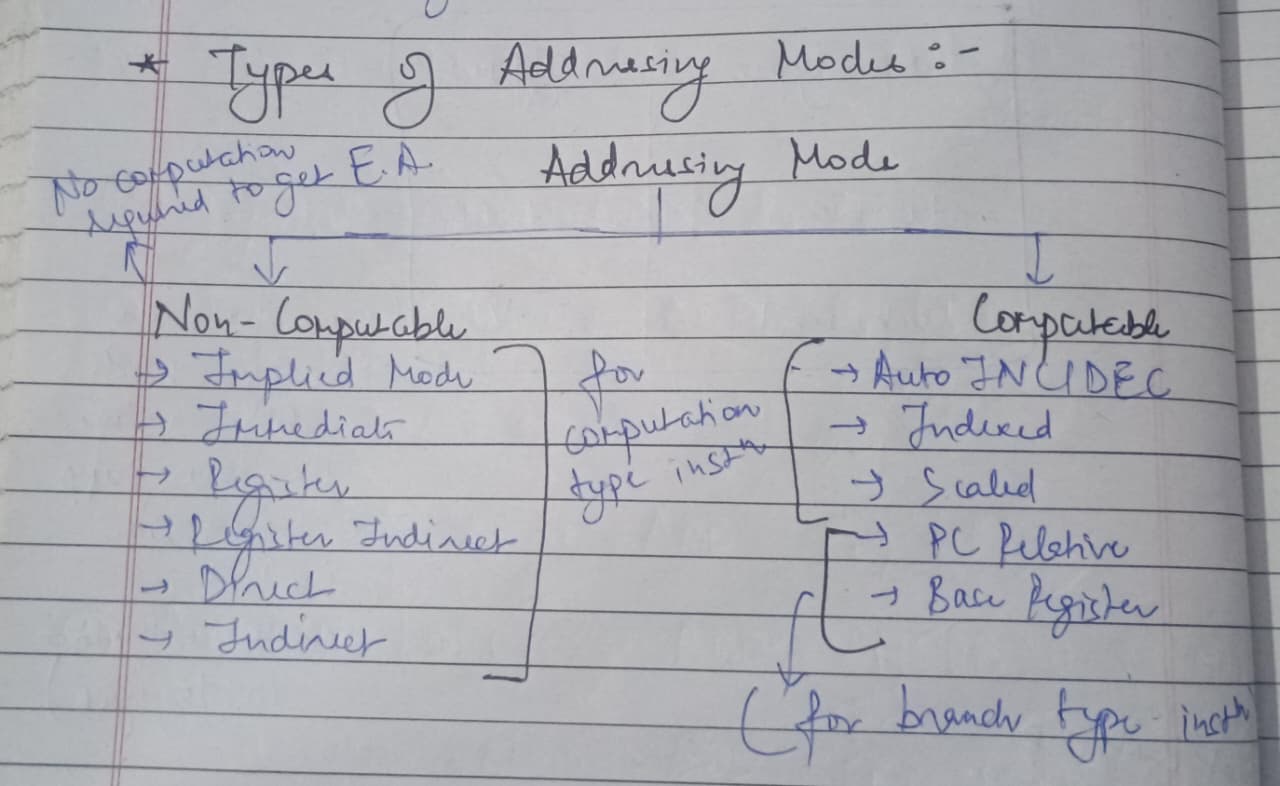 * Types of Addressing Modes :-
No computation
required to get E.A.
Addressing Mode
Non-Computable
Computable
→ Implied Mode
→ Immediate
→ Register
→ Register Indirect
→ Direct
→ Indirect
for
computation
type instn
→ Auto INC/DEC
→ Indexed
→ Scaled
→ PC Relative
→ Base Register
(for branch type instn